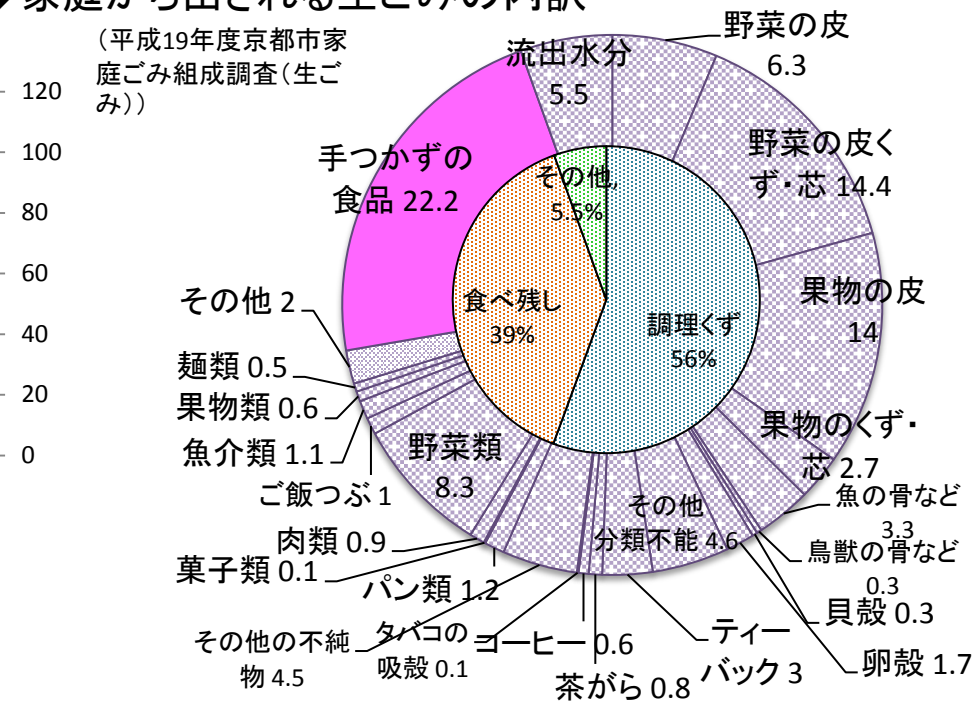 家庭から出される生ごみの内訳
（平成19年度京都市家
庭ごみ組成調査（生ご
み））
120
100
80
60
40
20
0
流出水分
5.5
野菜の皮
6.3
野菜の皮く
ず・芯 14.4
果物の皮
14
果物のくず・
芯 2.7
魚の骨など
3.3
鳥獣の骨など
0.3
貝殻 0.3
卵殻 1.7
その他
分類不能 4.6
ティー
バック 3
茶がら 0.8
コーヒー 0.6
タバコの
吸殻 0.1
その他の不純
物 4.5
パン類 1.2
菓子類 0.1
肉類 0.9
野菜類
8.3
ご飯つぶ 1
魚介類 1.1
果物類 0.6
麺類 0.5
その他 2
手つかずの
食品 22.2
その他,
5.5%
食べ残し
39%
調理くず
56%